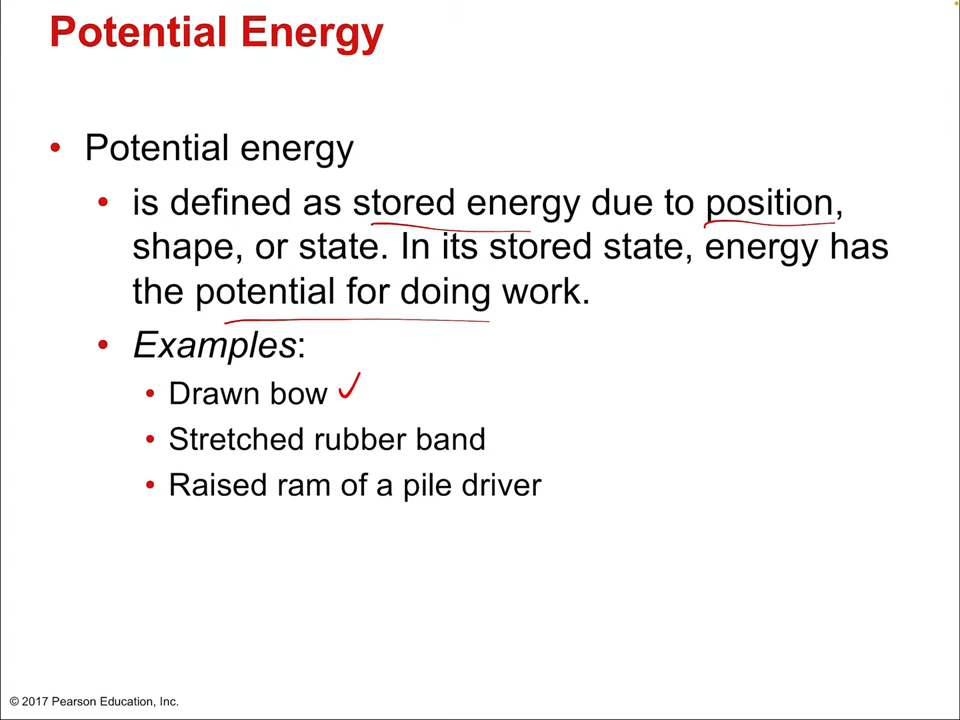 Potential Energy
• Potential energy
• is defined as stored energy due to position,
shape, or state. In its stored state, energy has
the potential for doing work.
• Examples:
• Drawn bow ✓
• Stretched rubber band
• Raised ram of a pile driver
© 2017 Pearson Education, Inc.